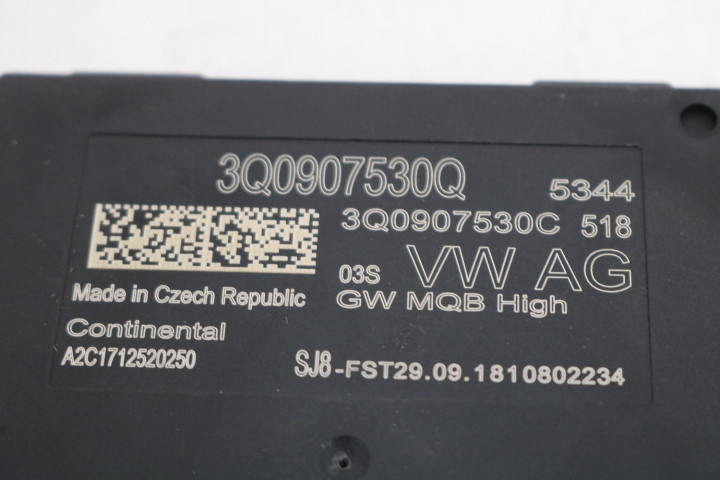 3Q0907530Q 5344
3Q0907530C 518
03S VW AG
Made in Czech Republic GW MQB High
Continental
A2C1712520250 SJ8-FST29.09.1810802234